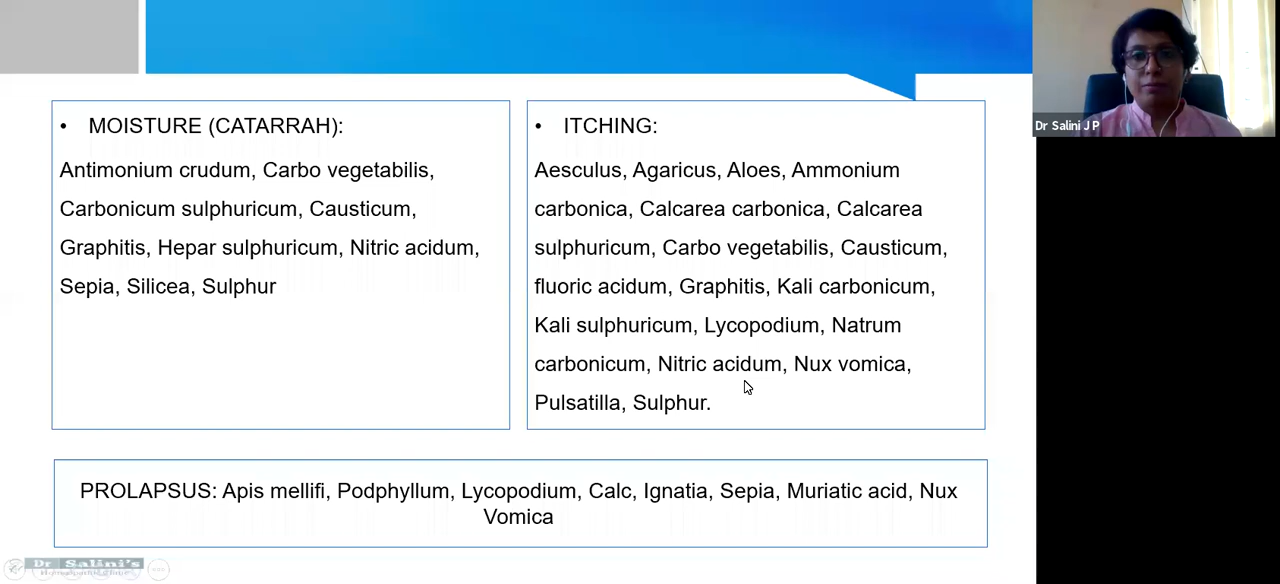 • MOISTURE (CATARRAH):
Antimonium crudum, Carbo vegetabilis,
Carbonicum sulphuricum, Causticum,
Graphitis, Hepar sulphuricum, Nitric acidum,
Sepia, Silicea, Sulphur
• ITCHING:
Aesculus, Agaricus, Aloes, Ammonium
carbonica, Calcarea carbonica, Calcarea
sulphuricum, Carbo vegetabilis, Causticum,
fluoric acidum, Graphitis, Kali carbonicum,
Kali sulphuricum, Lycopodium, Natrum
carbonicum, Nitric acidum, Nux vomica,
Pulsatilla, Sulphur.
PROLAPSUS: Apis mellifi, Podphyllum, Lycopodium, Calc, Ignatia, Sepia, Muriatic acid, Nux
Vomica
Dr Salini J P
Dr Salini's